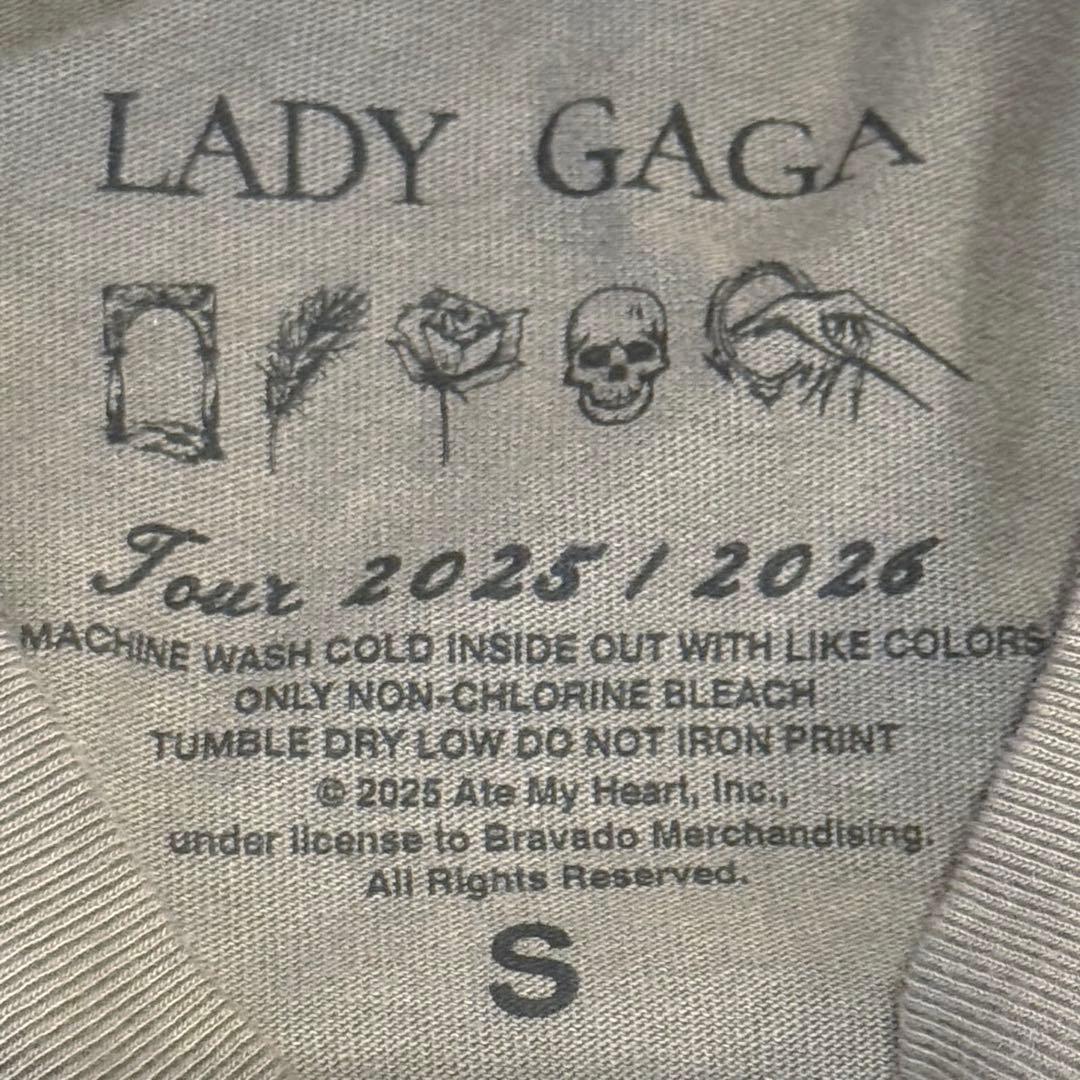 LADY GAGA
Tour 2025 / 2026
MACHINE WASH COLD INSIDE OUT WITH LIKE COLORS
ONLY NON-CHLORINE BLEACH
TUMBLE DRY LOW DO NOT IRON PRINT
© 2025 Ate My Heart, Inc.,
under license to Bravado Merchandising.
All Rights Reserved.
S